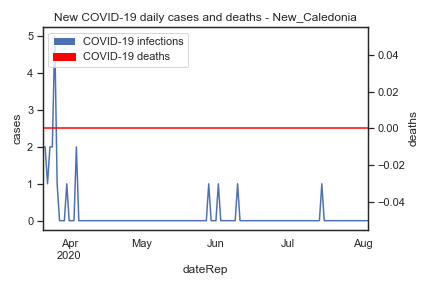 New COVID-19 daily cases and deaths - New_Caledonia
COVID-19 infections
COVID-19 deaths
5
4
3
2
1
0
cases
0.04
0.02
0.00
−0.02
−0.04
deaths
Apr
2020
May
Jun
Jul
Aug
dateRep